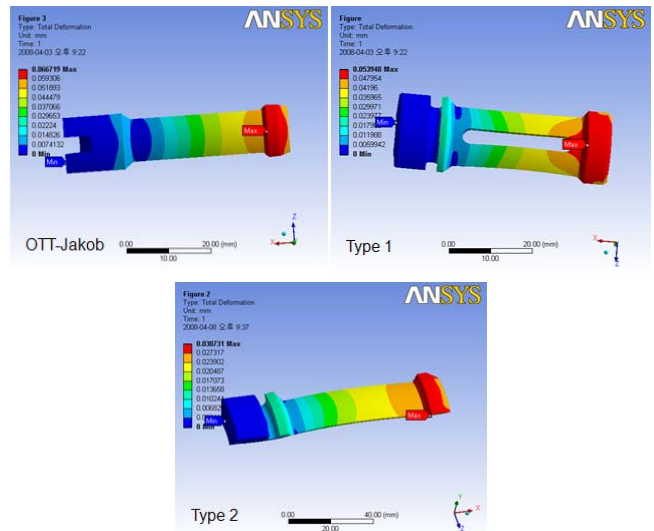 Figure 3
Type: Total Deformation
Unit: mm
Time: 1
2008-04-03 오후 9:22
ANSYS
0.066719 Max
0.059306
0.051893
0.044479
0.037066
0.029653
0.02224
0.014826
0.0074132
0 Min
Min
Max
OTT-Jakob
0.00
20.00 (mm)
10.00
X
Z
Figure
Type: Total Deformation
Unit: mm
Time: 1
2008-04-03 오후 9:22
ANSYS
0.053948 Max
0.047954
0.04196
0.035965
0.029971
0.011988
0.0059942
0 Min
Min
Max
Type 1
0.00
20.00 (mm)
10.00
X
Z
Figure 2
Type: Total Deformation
Unit: mm
Time: 1
2008-04-08 오후 9:37
ANSYS
0.030731 Max
0.027317
0.023902
0.020487
0.017073
0.013658
0.010244
Min
Max
Type 2
0.00
40.00 (mm)
20.00
Y
X
Z